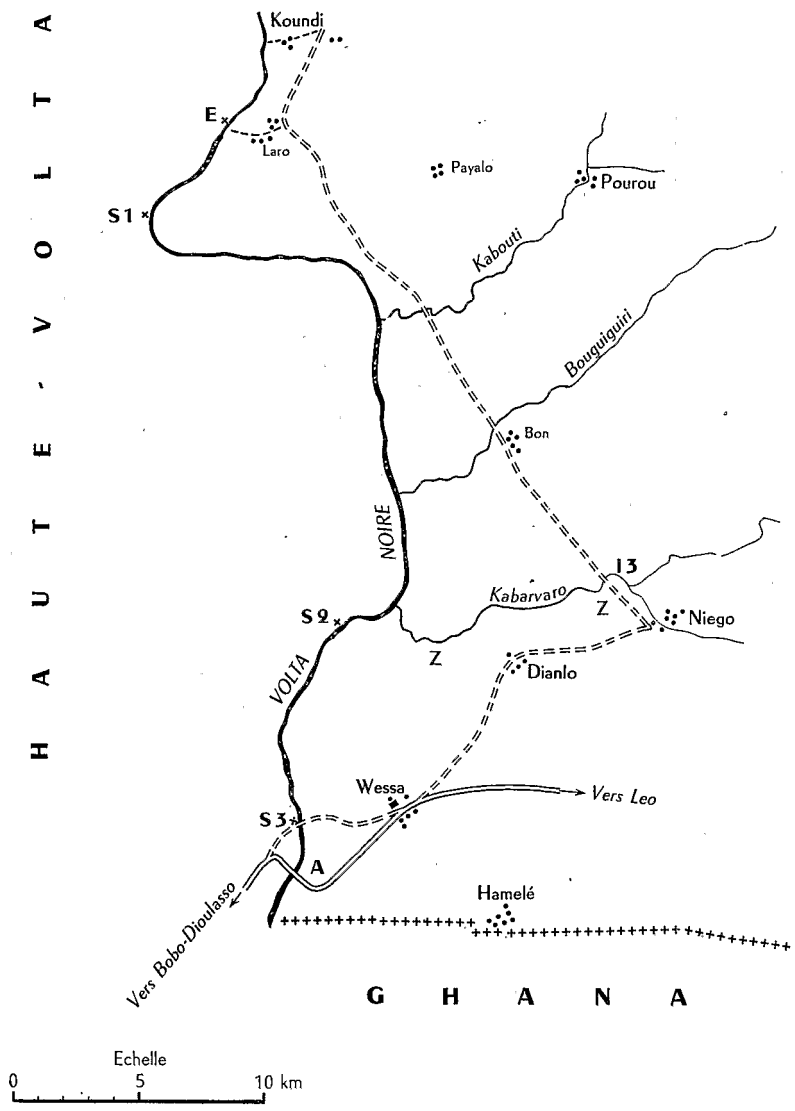 HAUTE-VOLTA
Koundi
E
Laro
Payalo
Pourou
S1
Kabouti
Bouguiguiri
Bon
NOIRE
13
Kabarvaro
Z
S2
Niego
Z
VOLTA
Dianlo
Wessa
Vers Leo
S3
A
Hamelé
Vers Bobo-Dioulasso
GHANA
Echelle
0 5 10 km